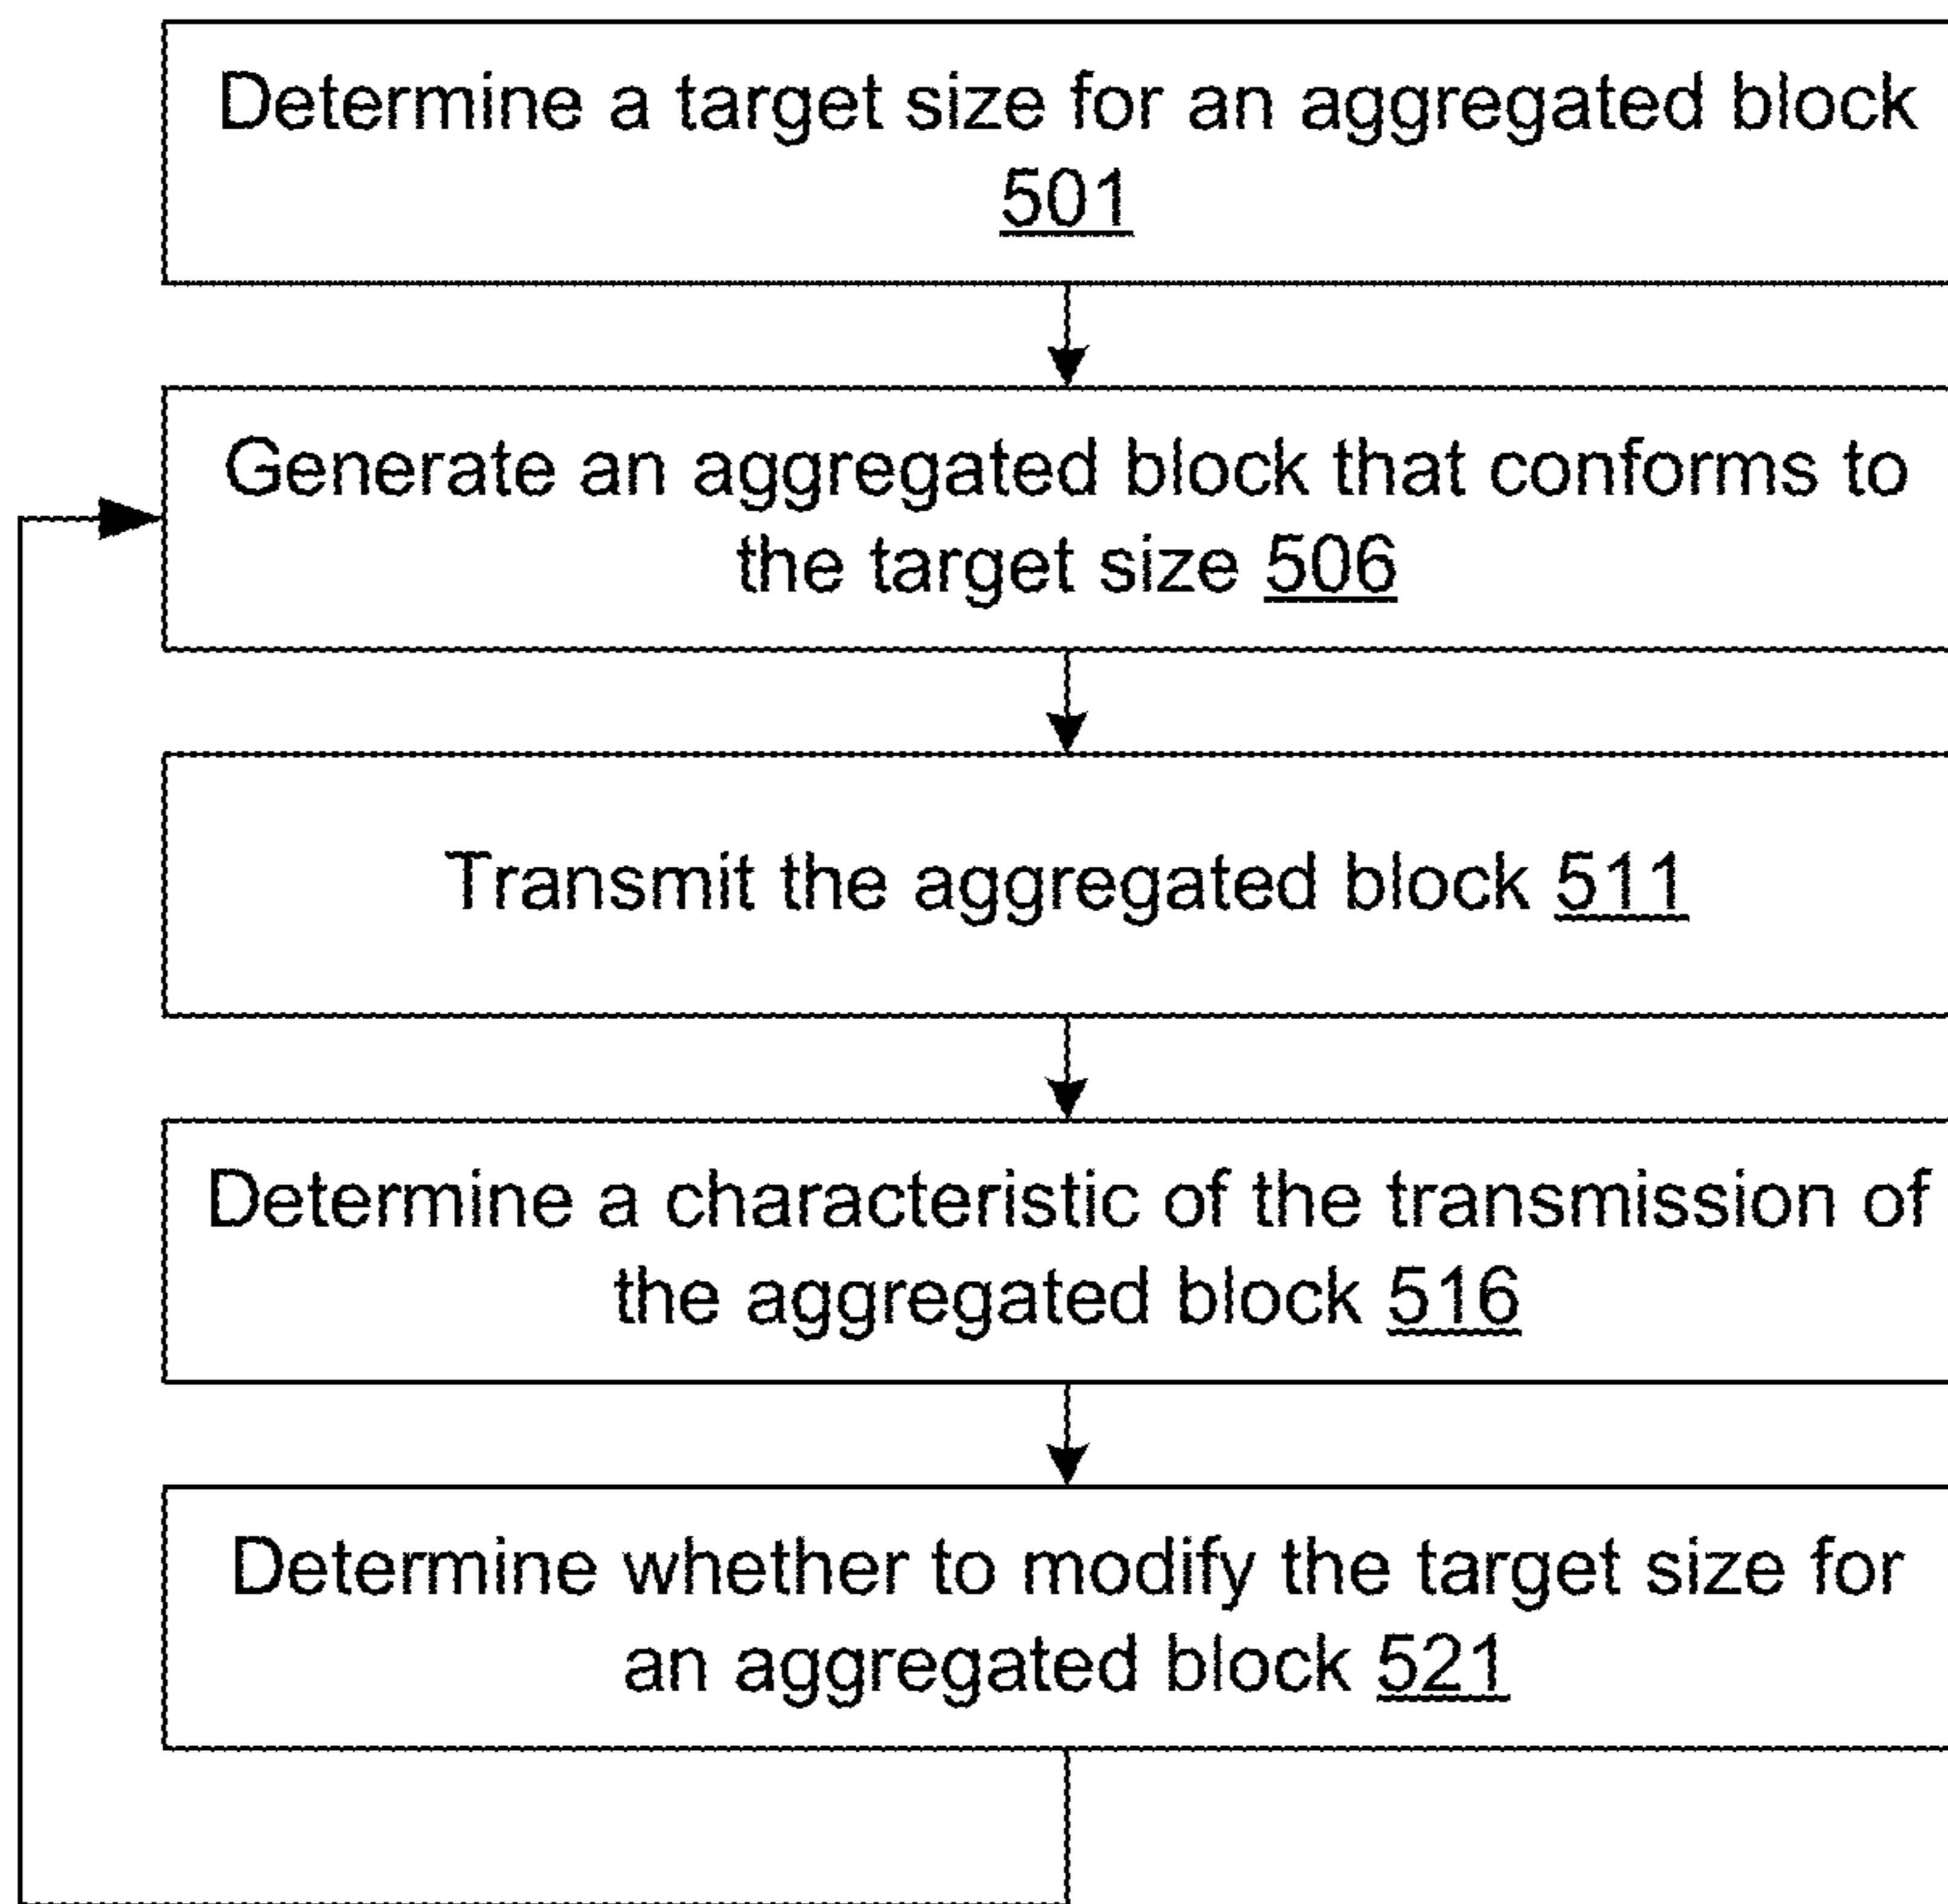 Determine a target size for an aggregated block
501
Generate an aggregated block that conforms to
the target size 506
Transmit the aggregated block 511
Determine a characteristic of the transmission of
the aggregated block 516
Determine whether to modify the target size for
an aggregated block 521